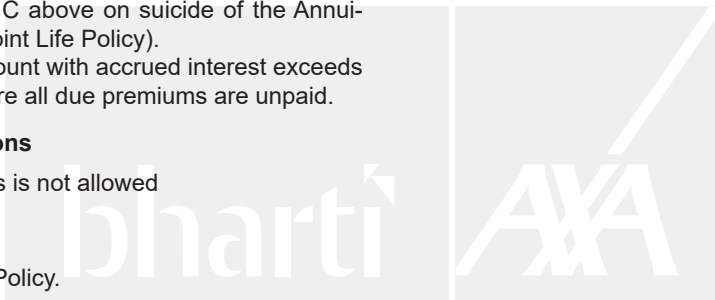 C above on suicide of the Annui-
oint Life Policy).
ount with accrued interest exceeds
re all due premiums are unpaid.
ons
s is not allowed
Policy.
bharti AXA